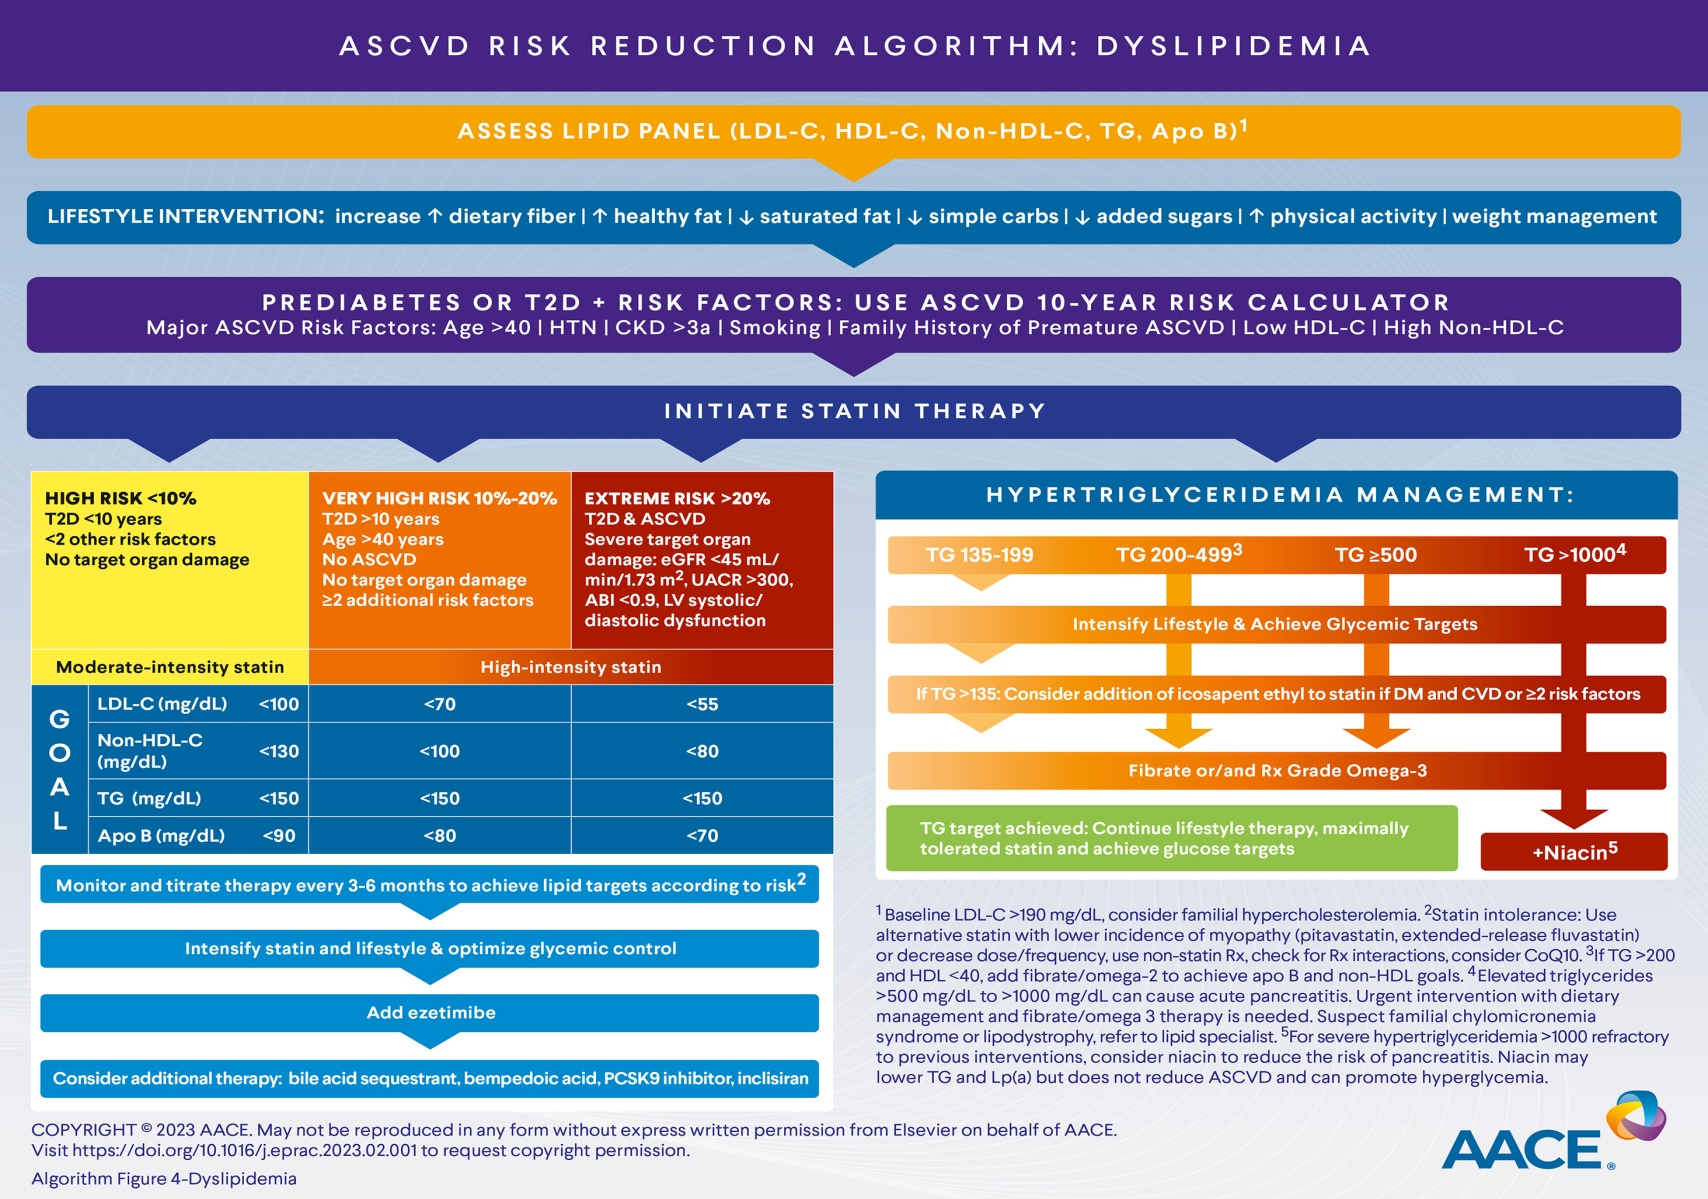 ASCVD RISK REDUCTION ALGORITHM: DYSLIPIDEMIA
ASSESS LIPID PANEL (LDL-C, HDL-C, Non-HDL-C, TG, Apo B)¹
LIFESTYLE INTERVENTION: increase ↑ dietary fiber | ↑ healthy fat | ↓ saturated fat | ↓ simple carbs | ↓ added sugars | ↑ physical activity | weight management
PREDIABETES OR T2D + RISK FACTORS: USE ASCVD 10-YEAR RISK CALCULATOR
Major ASCVD Risk Factors: Age >40 | HTN | CKD >3a | Smoking | Family History of Premature ASCVD | Low HDL-C | High Non-HDL-C
INITIATE STATIN THERAPY
HIGH RISK <10%
T2D <10 years
<2 other risk factors
No target organ damage
VERY HIGH RISK 10%-20%
T2D >10 years
Age >40 years
No ASCVD
No target organ damage
≥2 additional risk factors
EXTREME RISK >20%
T2D & ASCVD
Severe target organ
damage: eGFR <45 mL/
min/1.73 m², UACR >300,
ABI <0.9, LV systolic/
diastolic dysfunction
Moderate-intensity statin
High-intensity statin
GOAL
LDL-C (mg/dL) <100 <70 <55
Non-HDL-C
(mg/dL) <130 <100 <80
TG (mg/dL) <150 <150 <150
Apo B (mg/dL) <90 <80 <70
Monitor and titrate therapy every 3-6 months to achieve lipid targets according to risk²
Intensify statin and lifestyle & optimize glycemic control
Add ezetimibe
Consider additional therapy: bile acid sequestrant, bempedoic acid, PCSK9 inhibitor, inclisiran
HYPERTRIGLYCERIDEMIA MANAGEMENT:
TG 135-199 TG 200-499³ TG ≥500 TG >1000⁴
Intensify Lifestyle & Achieve Glycemic Targets
If TG >135: Consider addition of icosapent ethyl to statin if DM and CVD or ≥2 risk factors
Fibrate or/and Rx Grade Omega-3
TG target achieved: Continue lifestyle therapy, maximally
tolerated statin and achieve glucose targets
+Niacin⁵
¹Baseline LDL-C >190 mg/dL, consider familial hypercholesterolemia. ²Statin intolerance: Use
alternative statin with lower incidence of myopathy (pitavastatin, extended-release fluvastatin)
or decrease dose/frequency, use non-statin Rx, check for Rx interactions, consider CoQ10. ³If TG >200
and HDL <40, add fibrate/omega-2 to achieve apo B and non-HDL goals. ⁴Elevated triglycerides
>500 mg/dL to >1000 mg/dL can cause acute pancreatitis. Urgent intervention with dietary
management and fibrate/omega 3 therapy is needed. Suspect familial chylomicronemia
syndrome or lipodystrophy, refer to lipid specialist. ⁵For severe hypertriglyceridemia >1000 refractory
to previous interventions, consider niacin to reduce the risk of pancreatitis. Niacin may
lower TG and Lp(a) but does not reduce ASCVD and can promote hyperglycemia.
COPYRIGHT © 2023 AACE. May not be reproduced in any form without express written permission from Elsevier on behalf of AACE.
Visit https://doi.org/10.1016/j.eprac.2023.02.001 to request copyright permission.
Algorithm Figure 4-Dyslipidemia
AACE®